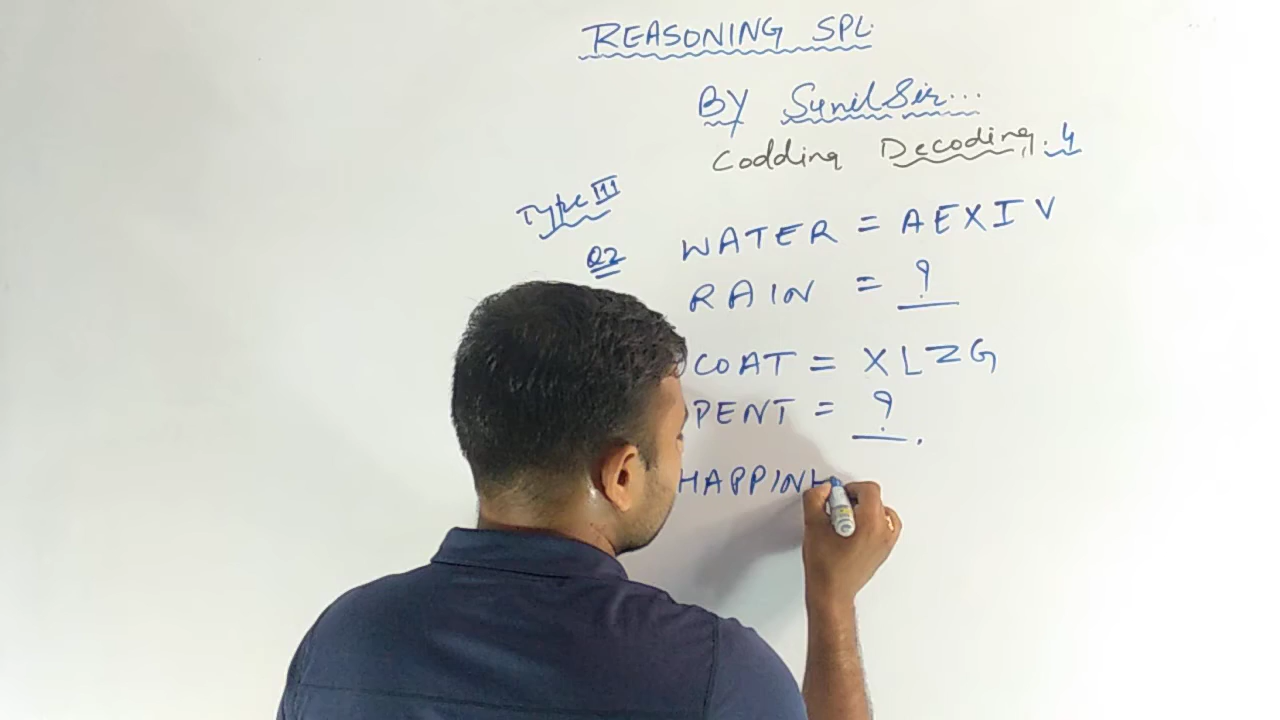 REASONING SPL.
BY Sunil Sir...
Codding Decoding. 4
Type III
Q2 WATER = AEXIV
RAIN = ?
COAT = XLZG
PENT = ?.
HAPPIN